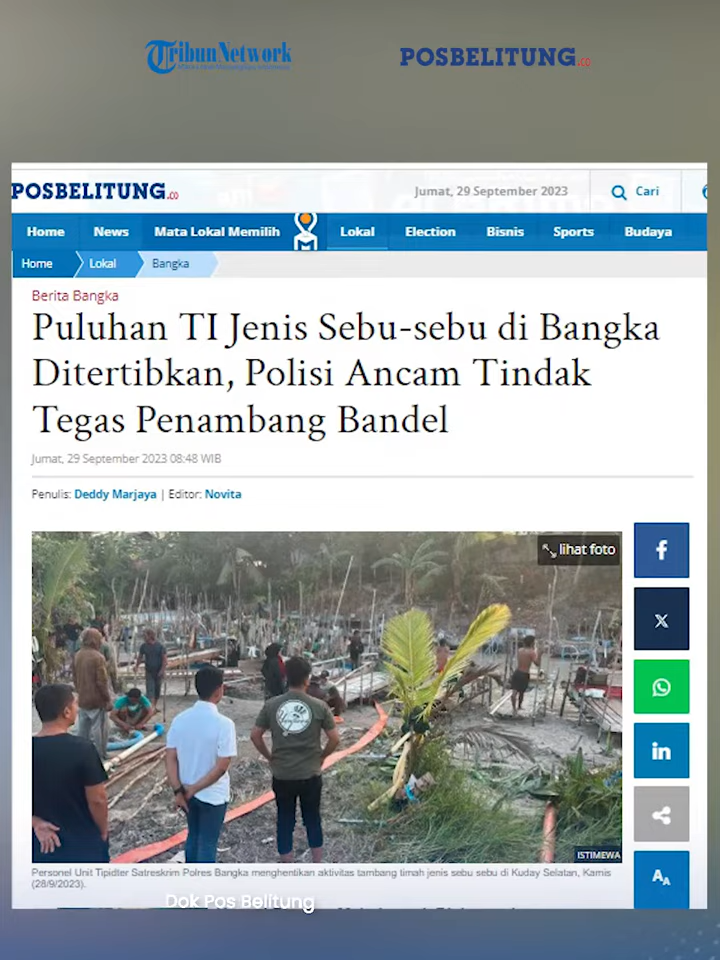 Tribun Network
POSBELITUNG.CO
POSBELITUNG.CO
Jumat, 29 September 2023
Cari
Home
News
Mata Lokal Memilih
Lokal
Election
Bisnis
Sports
Budaya
Home
Lokal
Bangka
Berita Bangka
Puluhan TI Jenis Sebu-sebu di Bangka
Ditertibkan, Polisi Ancam Tindak
Tegas Penambang Bandel
Jumat, 29 September 2023 08:48 WIB
Penulis: Deddy Marjaya | Editor: Novita
lihat foto
ISTIMEWA
Personel Unit Tipidter Satreskrim Polres Bangka menghentikan aktivitas tambang timah jenis sebu sebu di Kuday Selatan, Kamis
(28/9/2023).
Dok Pos Belitung